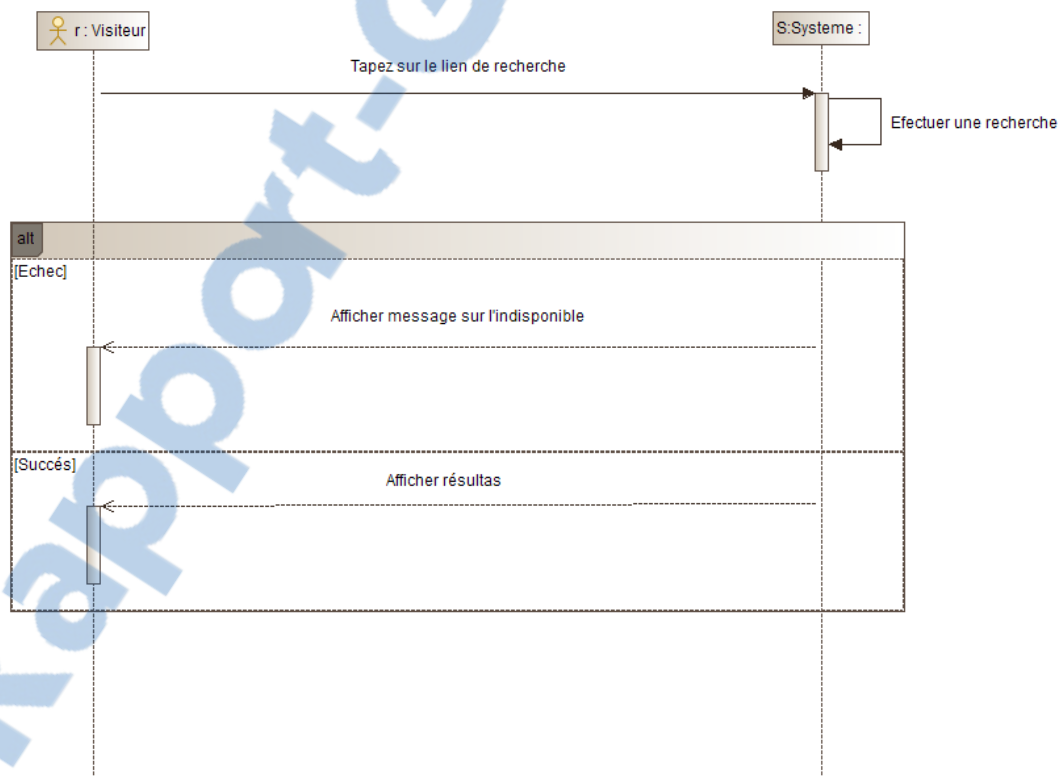 r : Visiteur
S:Systeme :
Tapez sur le lien de recherche
Efectuer une recherche
alt
[Echec]
Afficher message sur l'indisponible
[Succés]
Afficher résultas